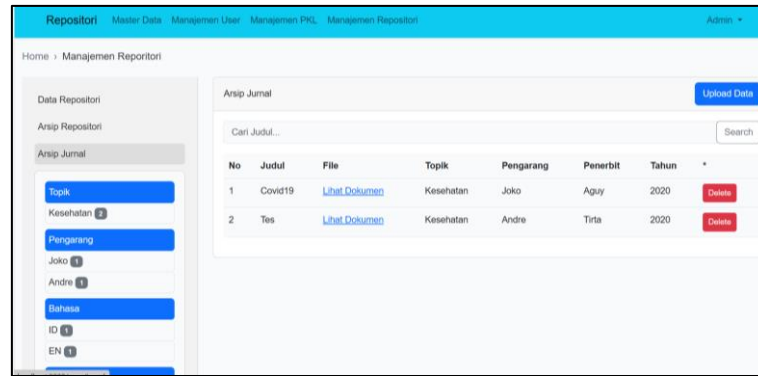 Repositori Master Data Manajemen User Manajemen PKL Manajemen Repositori Admin
Home › Manajemen Reporitori
Data Repositori
Arsip Repositori
Arsip Jurnal
Topik
Kesehatan 2
Pengarang
Joko 1
Andre 1
Bahasa
ID 1
EN 1
Arsip Jurnal Upload Data
Cari Judul... Search
No Judul File Topik Pengarang Penerbit Tahun *
1 Covid19 Lihat Dokumen Kesehatan Joko Aguy 2020 Delete
2 Tes Lihat Dokumen Kesehatan Andre Tirta 2020 Delete